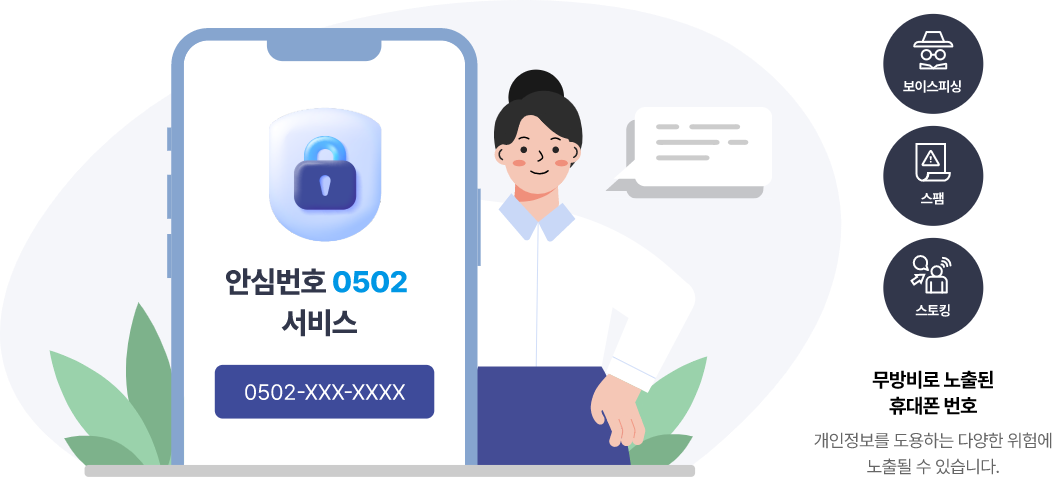 안심번호 0502
서비스
0502-XXX-XXXX
보이스피싱
스팸
스토킹
무방비로 노출된
휴대폰 번호
개인정보를 도용하는 다양한 위험에
노출될 수 있습니다.